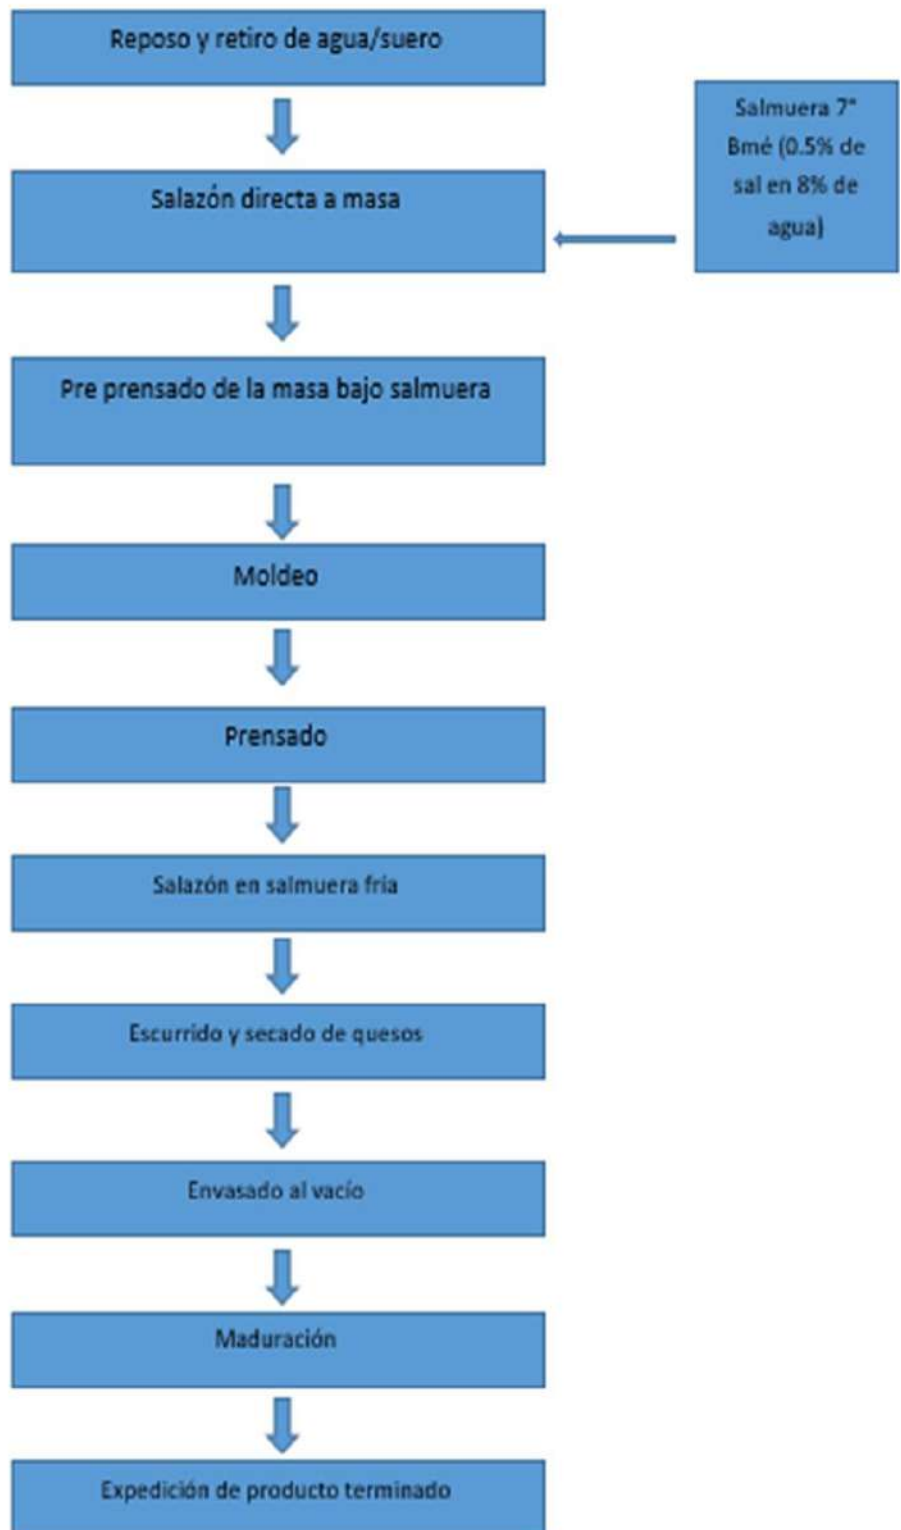 Reposo y retiro de agua/suero
Salmuera 7°
Bmé (0.5% de
sal en 8% de
agua)
Salazón directa a masa
Pre prensado de la masa bajo salmuera
Moldeo
Prensado
Salazón en salmuera fría
Escurrido y secado de quesos
Envasado al vacío
Maduración
Expedición de producto terminado